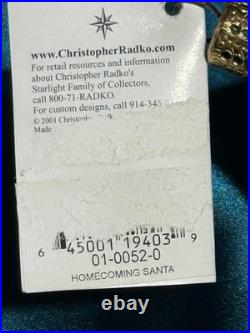 www.ChristopherRadko.com
For retail resources and information
about Christopher Radko's
Starlight Family of Collectors,
call 800-71-RADKO.
For custom designs, call 914-345
© 2001
Made
6 45001 19403 9
01-0052-0
HOMECOMING SANTA